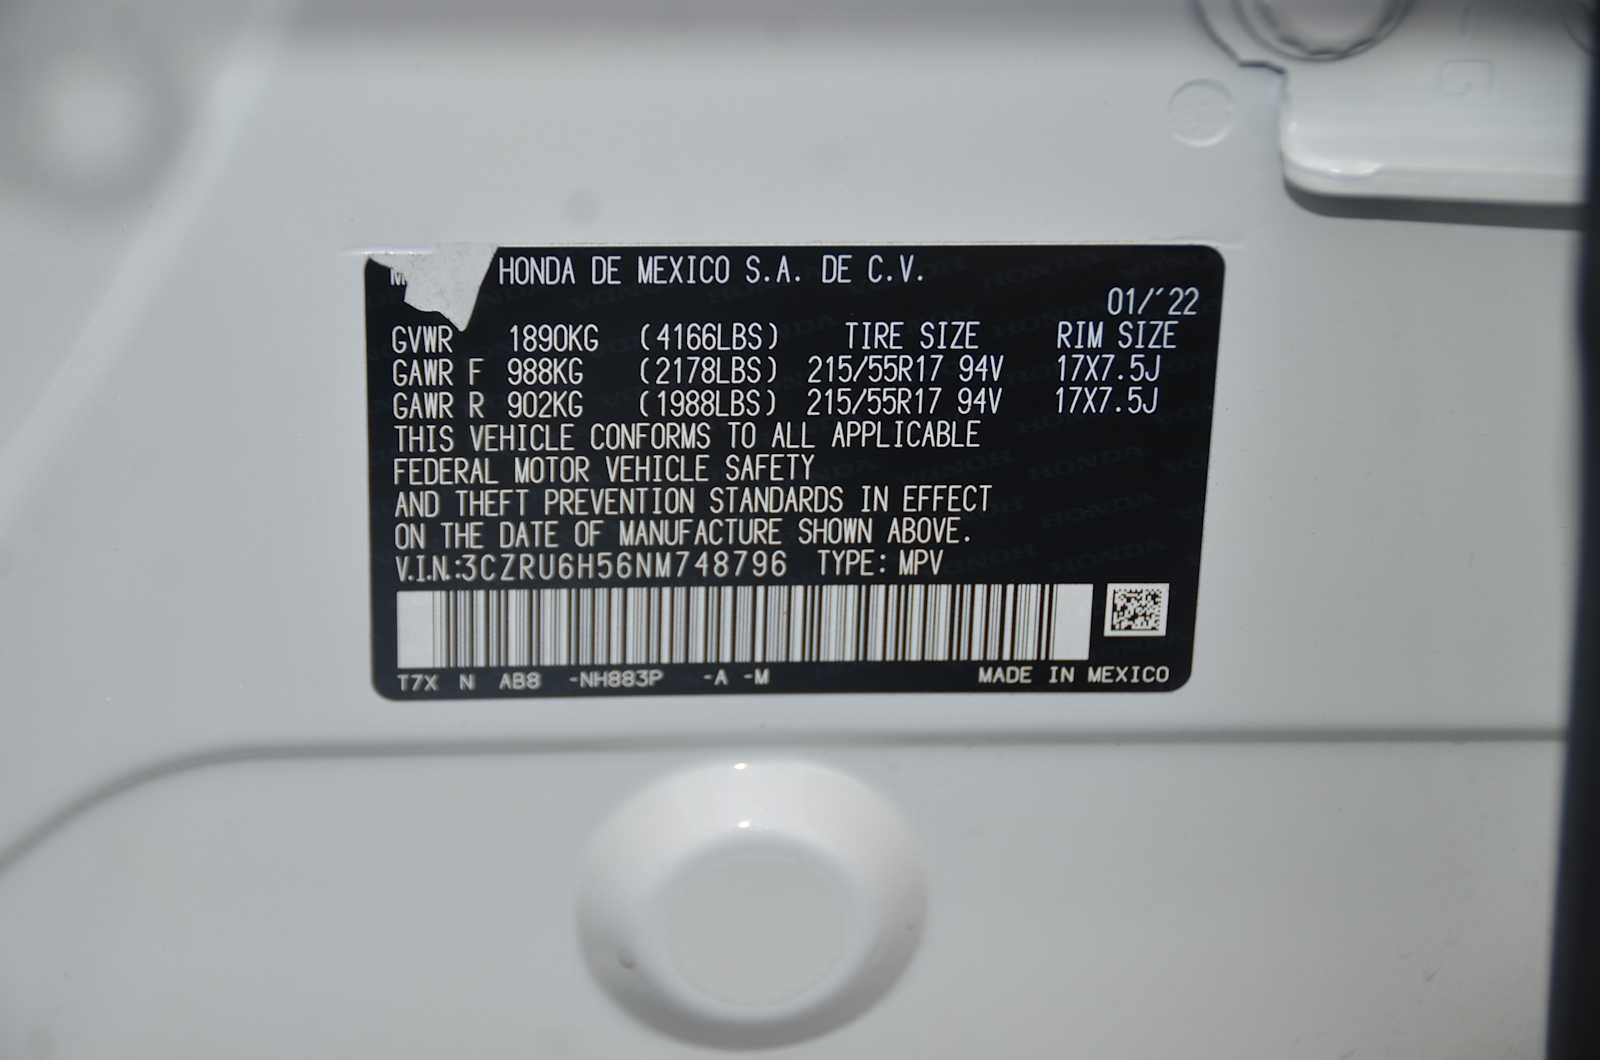 HONDA DE MEXICO S.A. DE C.V.
01/'22
GVWR 1890KG (4166LBS) TIRE SIZE RIM SIZE
GAWR F 988KG (2178LBS) 215/55R17 94V 17X7.5J
GAWR R 902KG (1988LBS) 215/55R17 94V 17X7.5J
THIS VEHICLE CONFORMS TO ALL APPLICABLE
FEDERAL MOTOR VEHICLE SAFETY
AND THEFT PREVENTION STANDARDS IN EFFECT
ON THE DATE OF MANUFACTURE SHOWN ABOVE.
V.I.N.:3CZRU6H56NM748796 TYPE: MPV
T7X N AB8 -NH883P -A -M MADE IN MEXICO